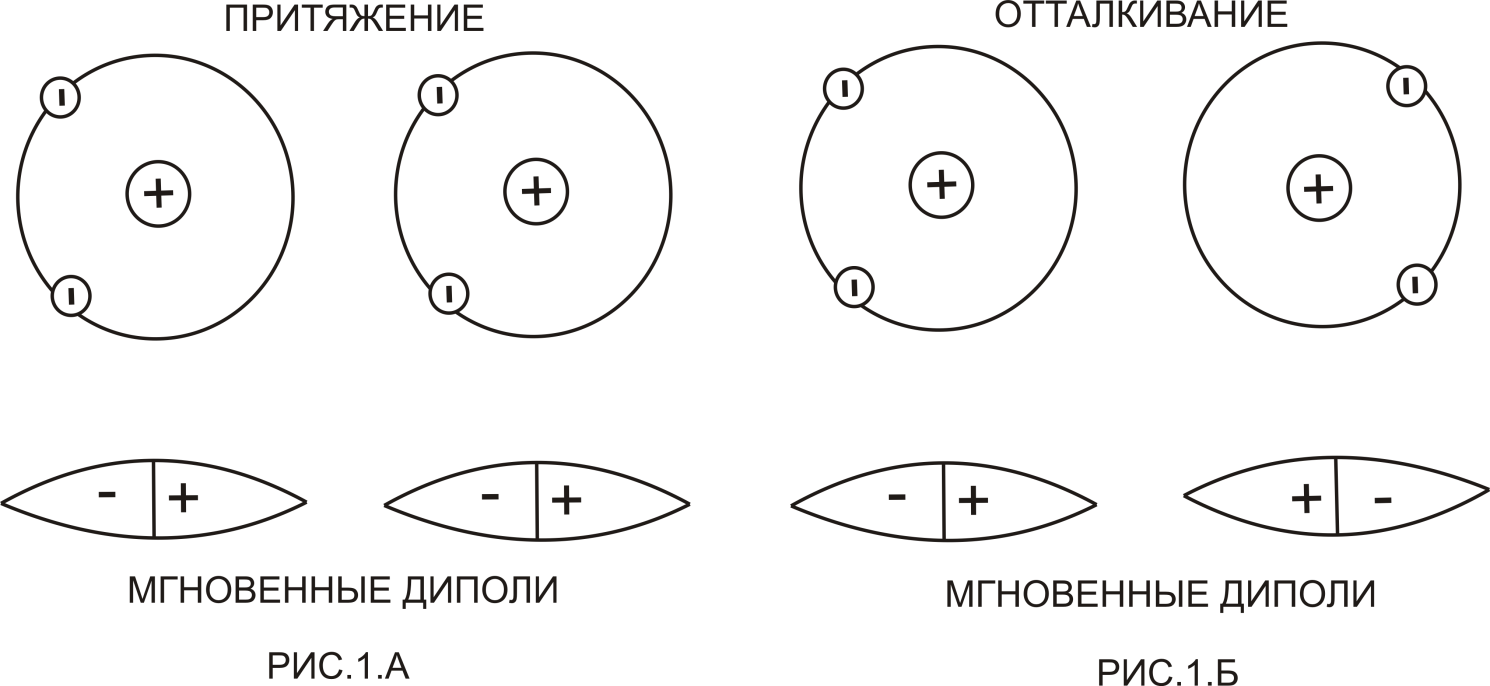 ПРИТЯЖЕНИЕ
- +
- +
- +
- +
МГНОВЕННЫЕ ДИПОЛИ
РИС.1.А
ОТТАЛКИВАНИЕ
- + -
- + -
- + + -
МГНОВЕННЫЕ ДИПОЛИ
РИС.1.Б